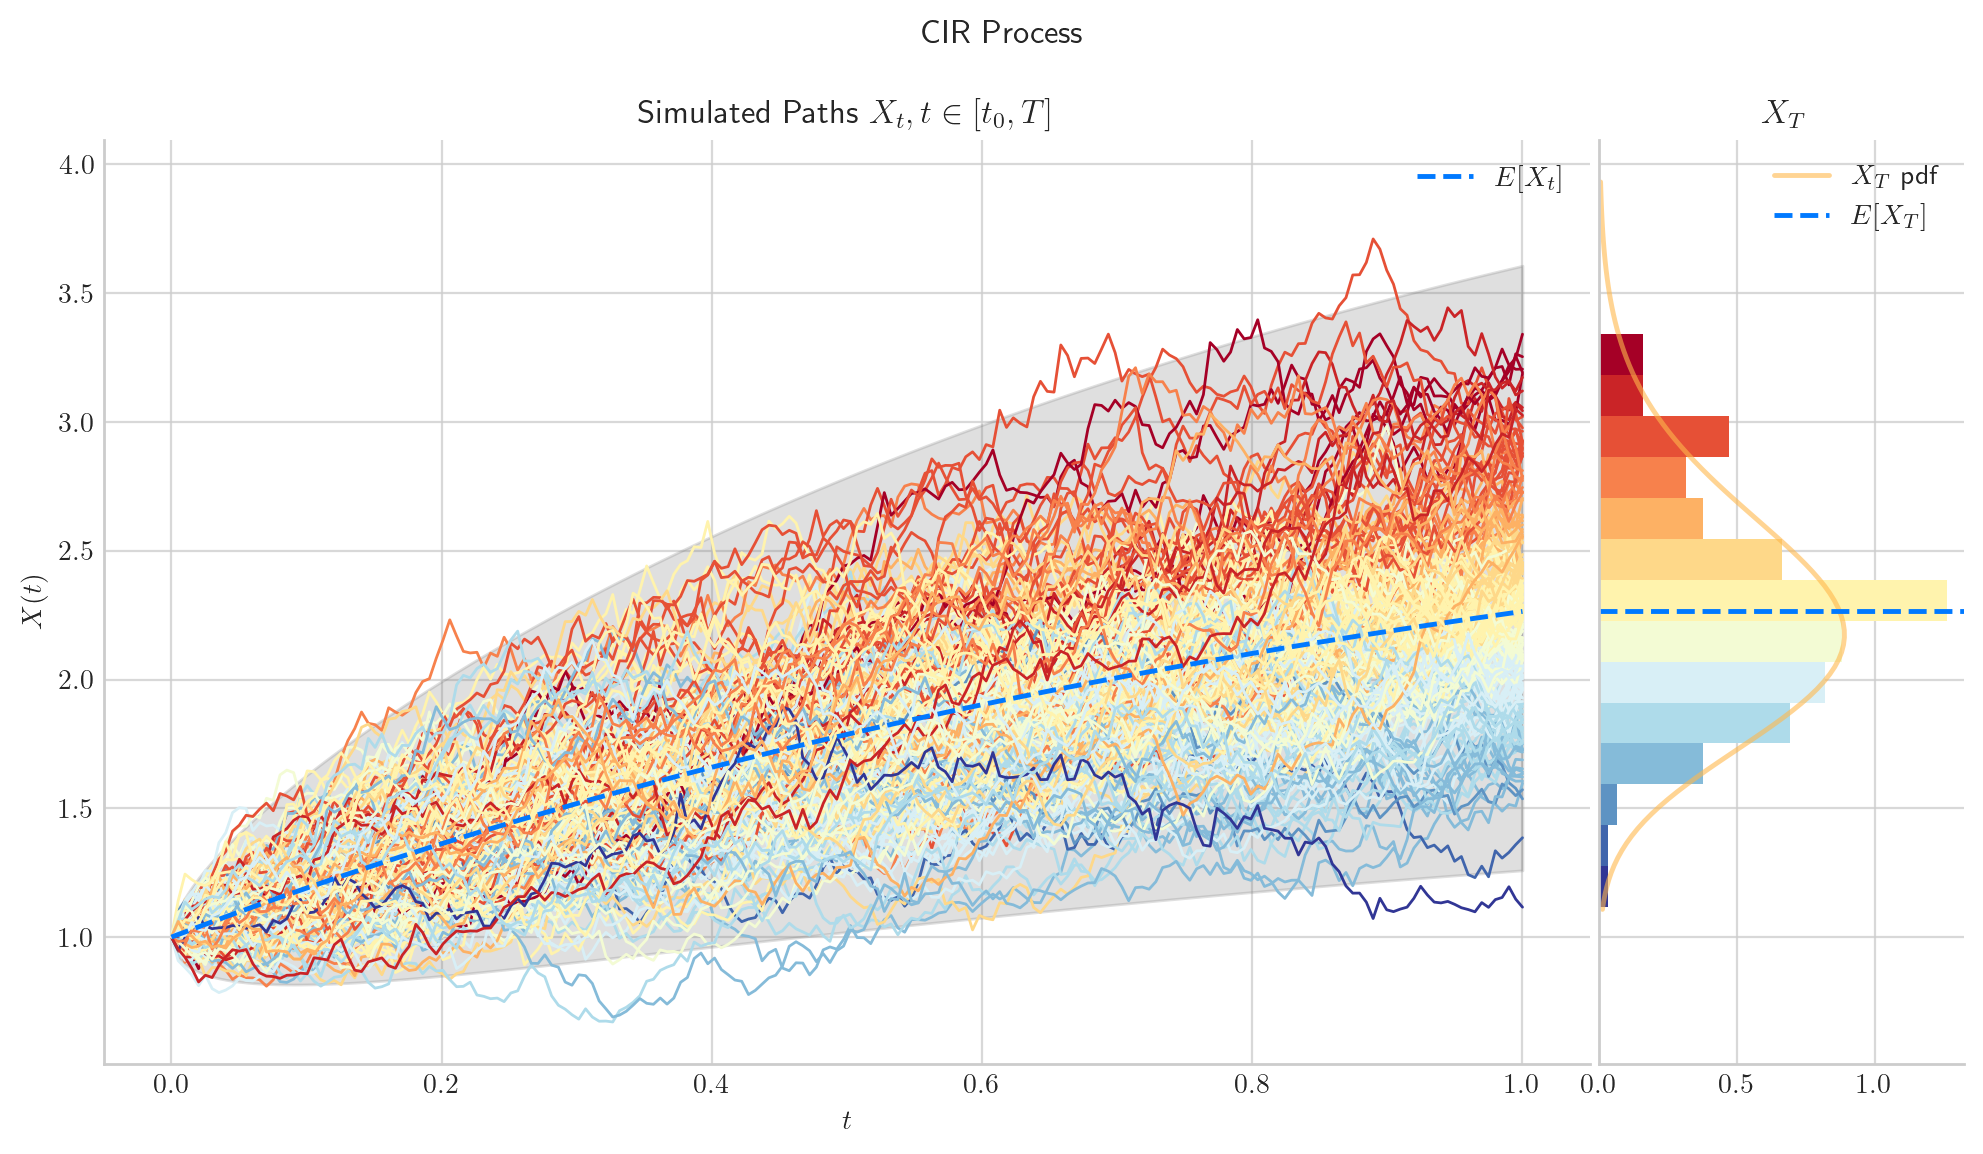 CIR Process
Simulated Paths $X_t, t \in [t_0, T]$
$X_T$
$E[X_t]$
$X_T$ pdf
$E[X_T]$
4.0
3.5
3.0
2.5
2.0
1.5
1.0
$X(t)$
0.0 0.2 0.4 0.6 0.8 1.0
0.0 0.5 1.0
$t$